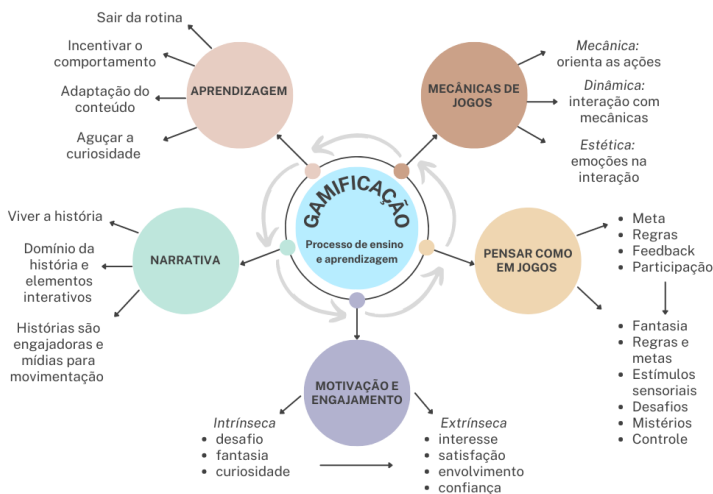 Sair da rotina
Incentivar o
comportamento
Adaptação do
conteúdo
Aguçar a
curiosidade
APRENDIZAGEM
MECÂNICAS DE
JOGOS
Mecânica:
orienta as ações
Dinâmica:
interação com
mecânicas
Estética:
emoções na
interação
GAMIFICAÇÃO
Processo de ensino
e aprendizagem
Viver a história
Domínio da
história e
elementos
interativos
Histórias são
engajadoras e
mídias para
movimentação
NARRATIVA
PENSAR COMO
EM JOGOS
• Meta
• Regras
• Feedback
• Participação
• Fantasia
• Regras e
metas
• Estímulos
sensoriais
• Desafios
• Mistérios
• Controle
MOTIVAÇÃO E
ENGAJAMENTO
Intrínseca
• desafio
• fantasia
• curiosidade
Extrínseca
• interesse
• satisfação
• envolvimento
• confiança